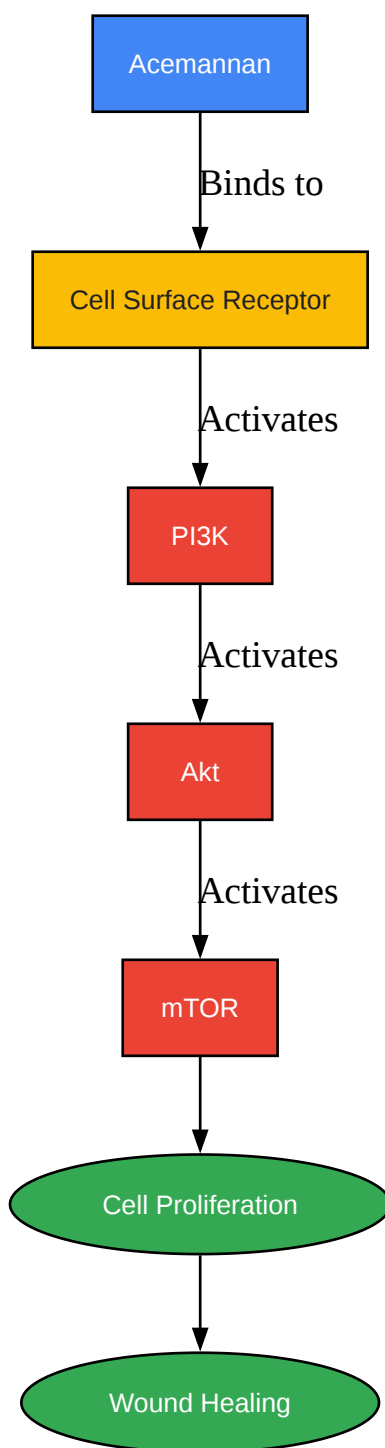 Acemannan
Binds to
Cell Surface Receptor
Activates
PI3K
Activates
Akt
Activates
mTOR
Cell Proliferation
Wound Healing